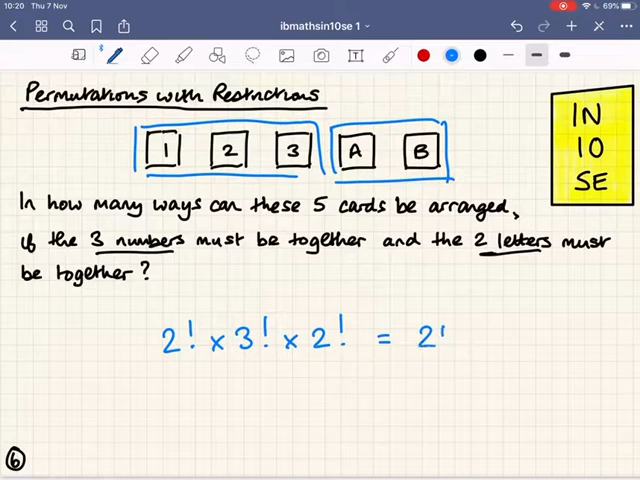 10:20 Thu 7 Nov
69%
ibmathsin10se 1
Permutations with Restrictions
1 2 3 A B
IN
10
SE
In how many ways can these 5 cards be arranged,
if the 3 numbers must be together and the 2 letters must
be together?
2! × 3! × 2! = 2
6